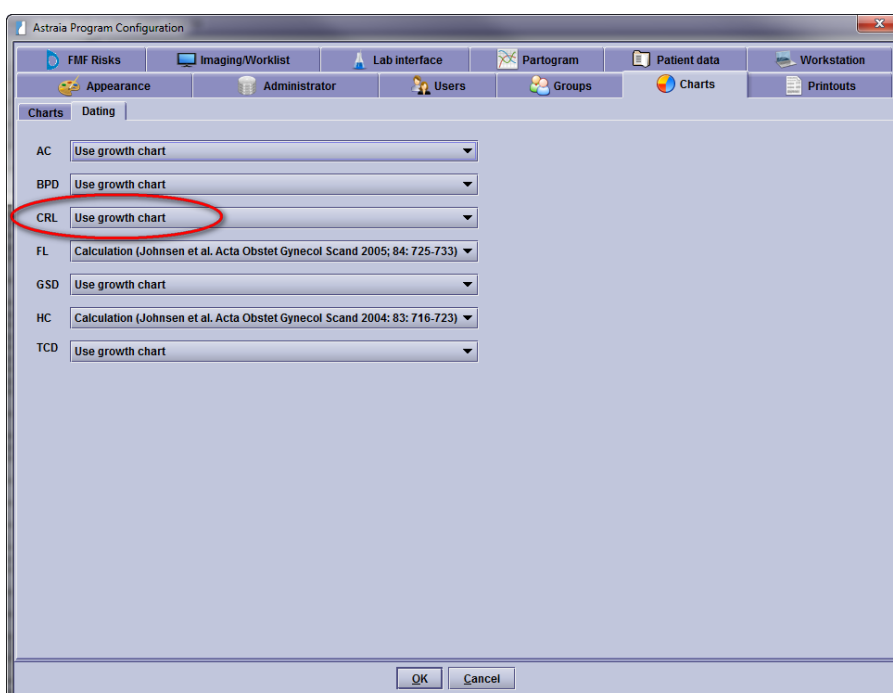 Astraia Program Configuration
x
FMF Risks Imaging/Worklist Lab interface Partogram Patient data Workstation
Appearance Administrator Users Groups Charts Printouts
Charts Dating
AC Use growth chart
BPD Use growth chart
CRL Use growth chart
FL Calculation (Johnsen et al. Acta Obstet Gynecol Scand 2005; 84: 725-733)
GSD Use growth chart
HC Calculation (Johnsen et al. Acta Obstet Gynecol Scand 2004: 83: 716-723)
TCD Use growth chart
OK Cancel